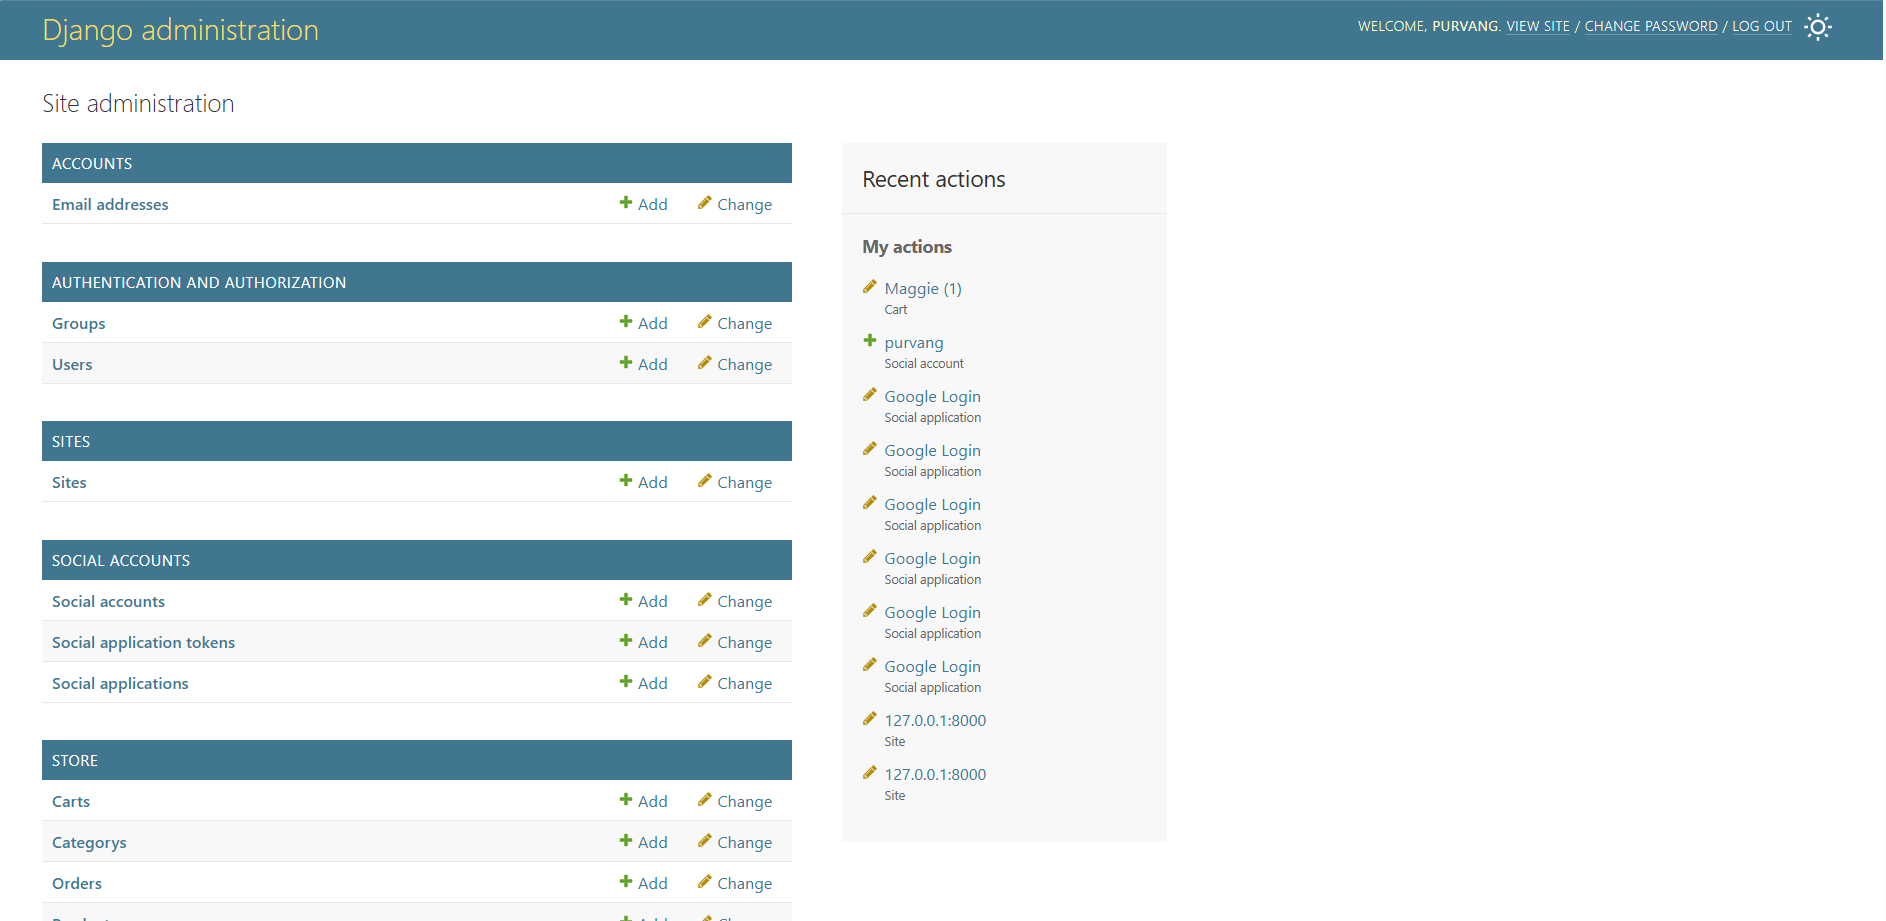 Django administration
WELCOME, PURVANG. VIEW SITE / CHANGE PASSWORD / LOG OUT
Site administration
ACCOUNTS
Email addresses Add Change
AUTHENTICATION AND AUTHORIZATION
Groups Add Change
Users Add Change
SITES
Sites Add Change
SOCIAL ACCOUNTS
Social accounts Add Change
Social application tokens Add Change
Social applications Add Change
STORE
Carts Add Change
Categorys Add Change
Orders Add Change
Recent actions
My actions
Maggie (1)
Cart
purvang
Social account
Google Login
Social application
Google Login
Social application
Google Login
Social application
Google Login
Social application
Google Login
Social application
Google Login
Social application
127.0.0.1:8000
Site
127.0.0.1:8000
Site